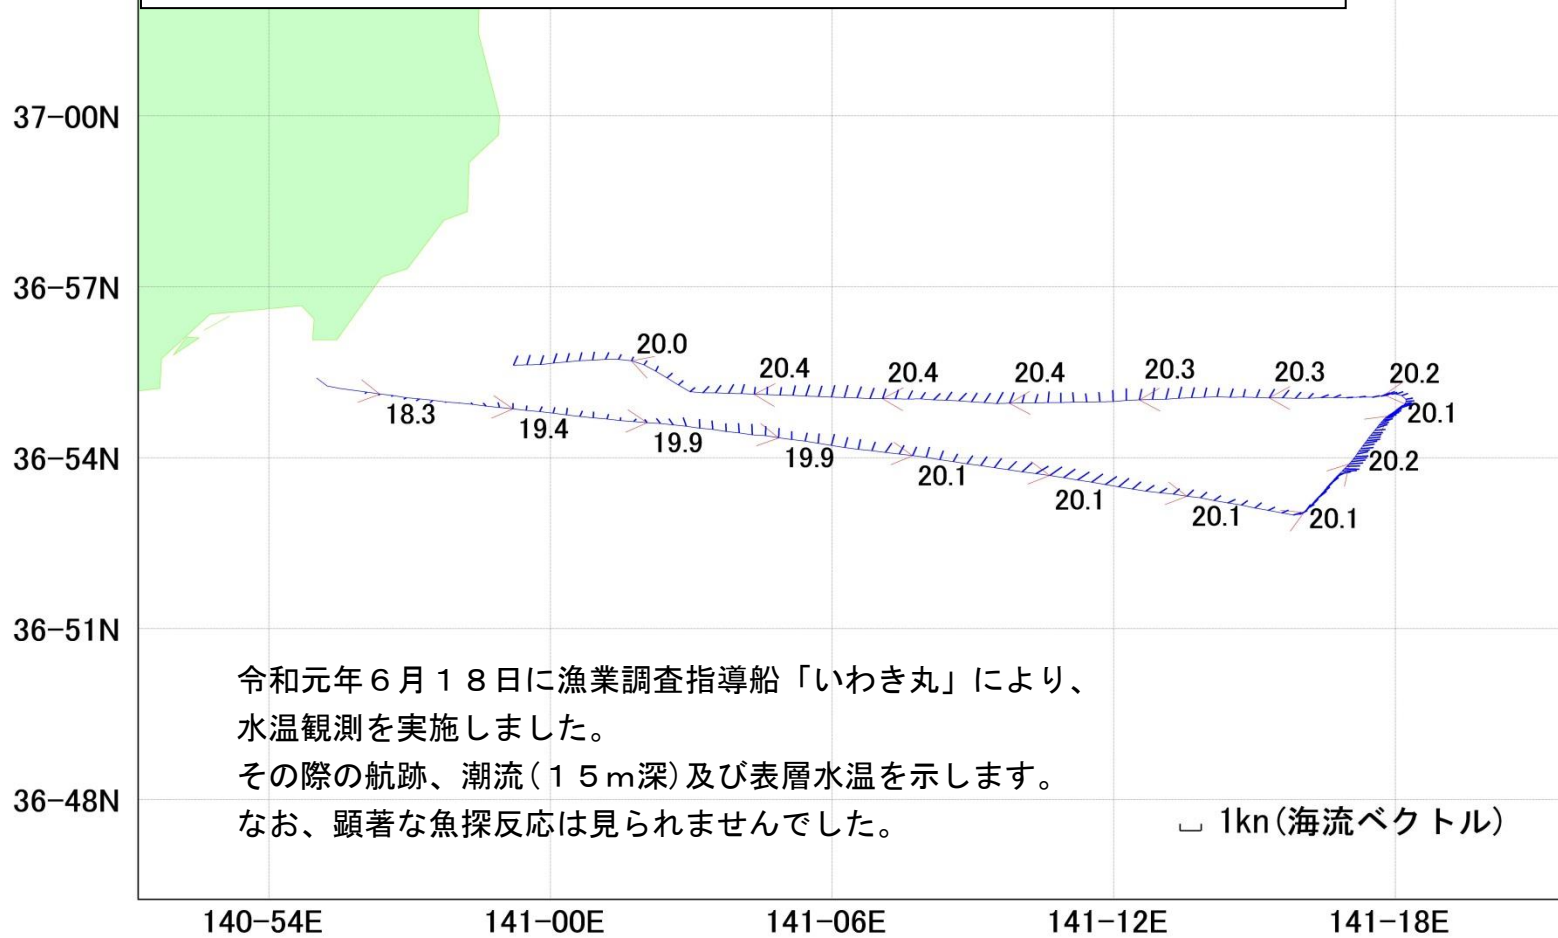 37-00N
36-57N
20.0
20.4
20.4
20.4
20.3
20.3
20.2
20.1
18.3
19.4
19.9
19.9
20.1
20.1
20.1
20.1
20.2
36-54N
36-51N
令和元年６月１８日に漁業調査指導船「いわき丸」により、
水温観測を実施しました。
その際の航跡、潮流(１５ｍ深)及び表層水温を示します。
なお、顕著な魚探反応は見られませんでした。
36-48N
1kn(海流ベクトル)
140-54E
141-00E
141-06E
141-12E
141-18E